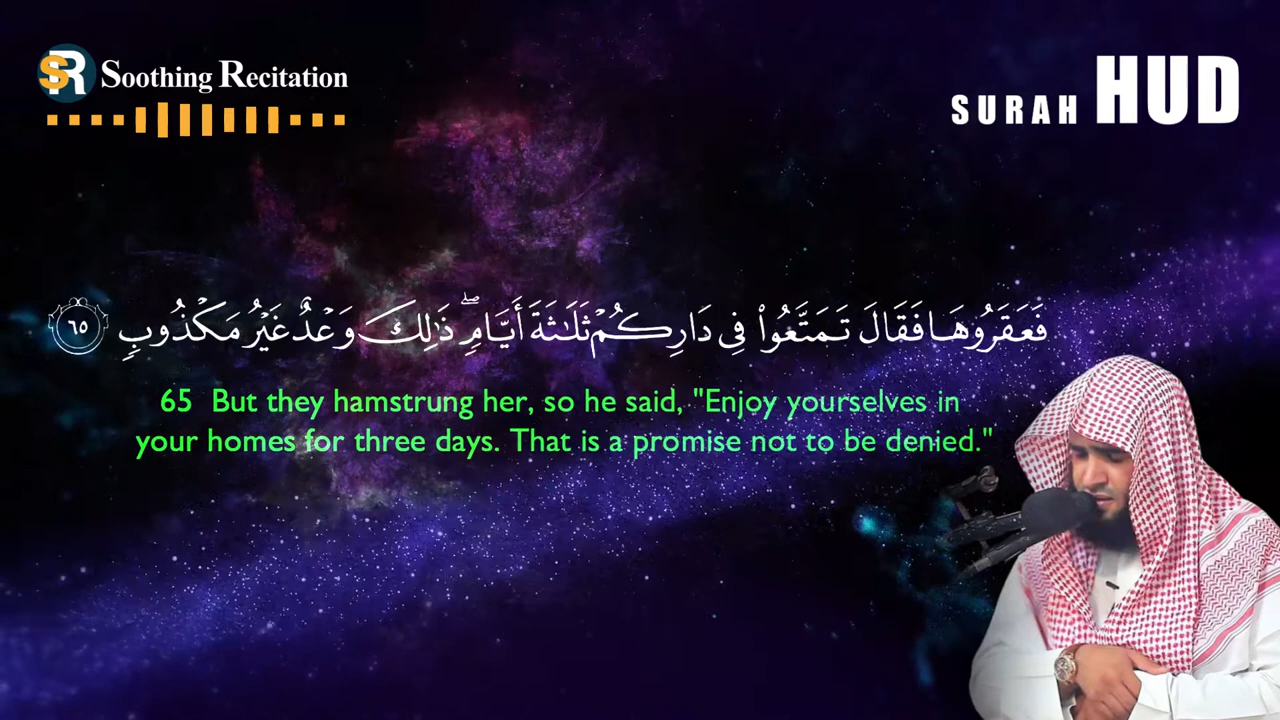 SR Soothing Recitation
SURAH HUD
فَعَقَرُوهَا فَقَالَ تَمَتَّعُوا۟ فِى دَارِكُمْ ثَلَـٰثَةَ أَيَّامٍۢ ۖ ذَٰلِكَ وَعْدٌ غَيْرُ مَكْذُوبٍۢ ٦٥
65 But they hamstrung her, so he said, "Enjoy yourselves in
your homes for three days. That is a promise not to be denied."